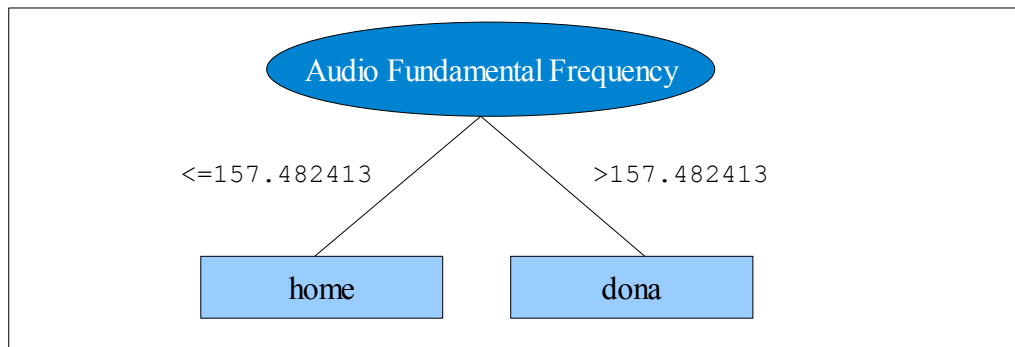 Audio Fundamental Frequency
<=157.482413
>157.482413
home
dona